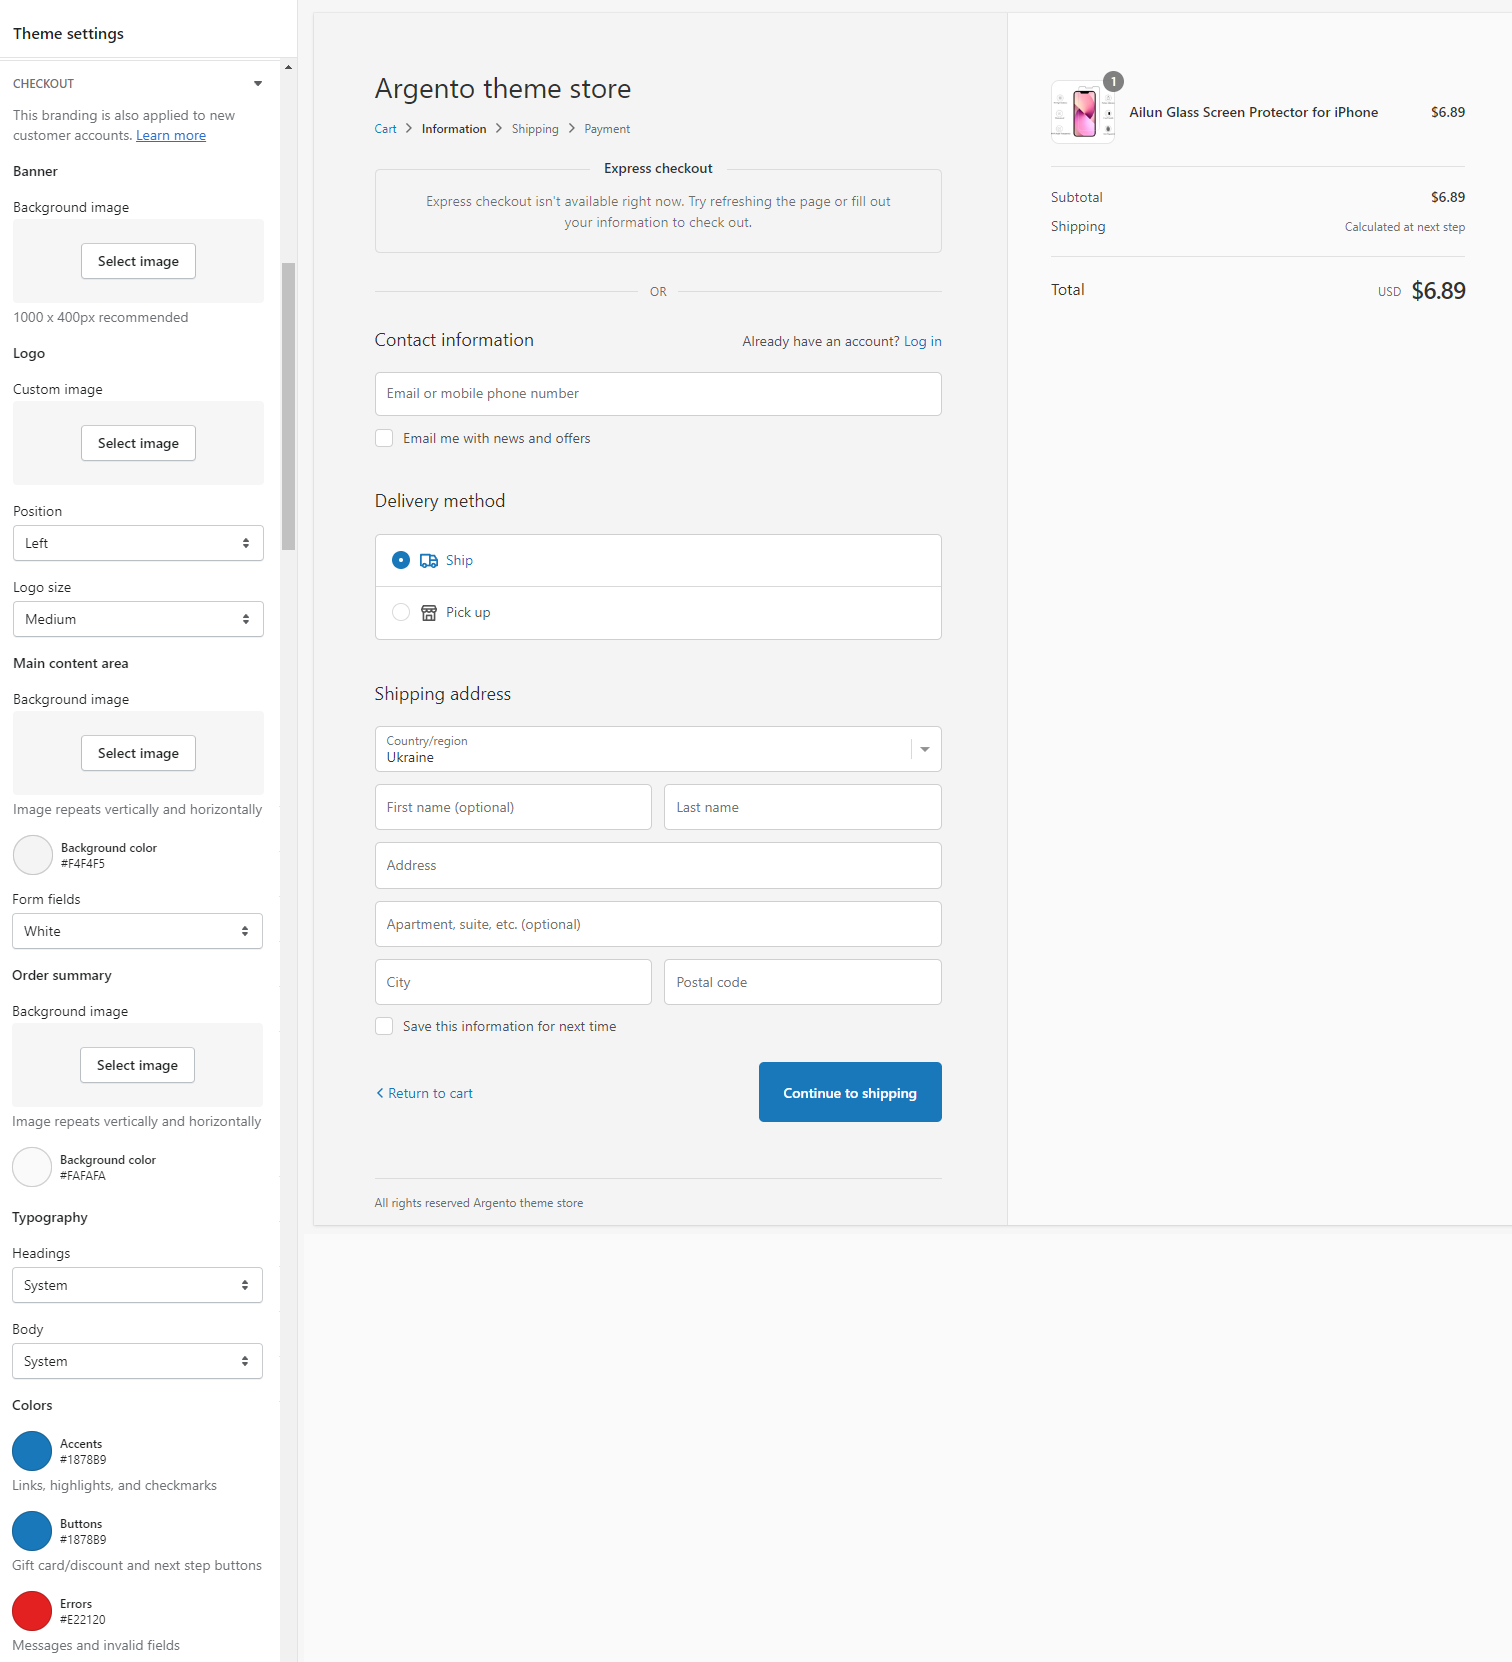 Theme settings
CHECKOUT
This branding is also applied to new
customer accounts. Learn more
Banner
Background image
Select image
1000 x 400px recommended
Logo
Custom image
Select image
Position
Left
Logo size
Medium
Main content area
Background image
Select image
Image repeats vertically and horizontally
Background color
#F4F4F5
Form fields
White
Order summary
Background image
Select image
Image repeats vertically and horizontally
Background color
#FAFAFA
Typography
Headings
System
Body
System
Colors
Accents
#1878B9
Links, highlights, and checkmarks
Buttons
#1878B9
Gift card/discount and next step buttons
Errors
#E22120
Messages and invalid fields
Argento theme store
Cart > Information > Shipping > Payment
Express checkout
Express checkout isn't available right now. Try refreshing the page or fill out
your information to check out.
OR
Contact information
Already have an account? Log in
Email or mobile phone number
Email me with news and offers
Delivery method
Ship
Pick up
Shipping address
Country/region
Ukraine
First name (optional)
Last name
Address
Apartment, suite, etc. (optional)
City
Postal code
Save this information for next time
< Return to cart
Continue to shipping
All rights reserved Argento theme store
1
Ailun Glass Screen Protector for iPhone
$6.89
Subtotal
$6.89
Shipping
Calculated at next step
Total
USD $6.89